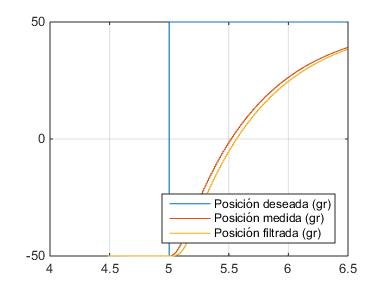 50
0
-50
Posición deseada (gr)
Posición medida (gr)
Posición filtrada (gr)
4 4.5 5 5.5 6 6.5